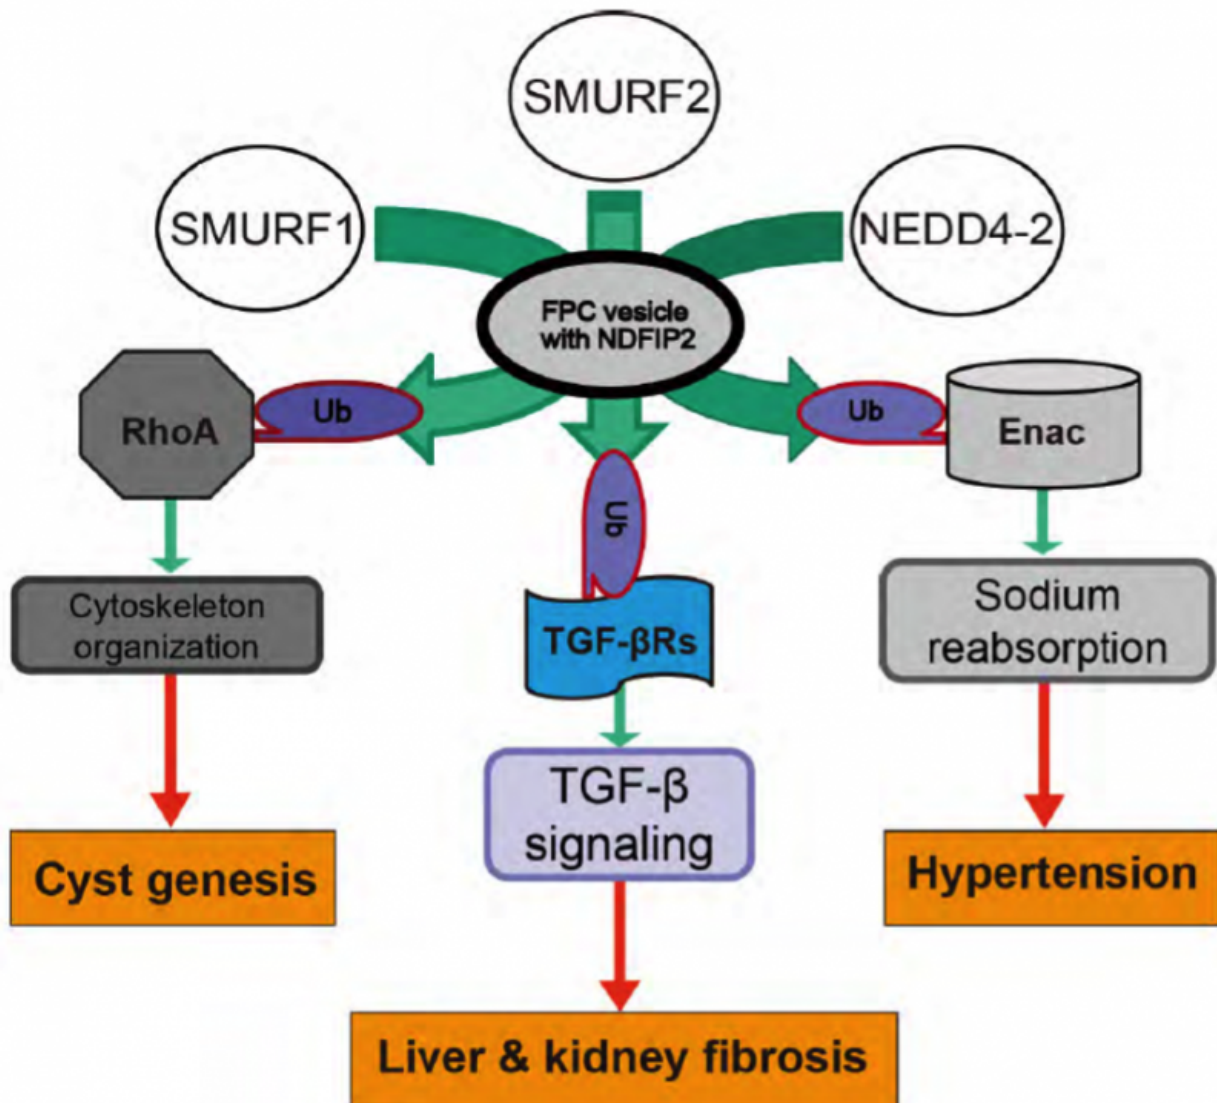 SMURF2
SMURF1
NEDD4-2
FPC vesicle
with NDFIP2
RhoA
Ub
Ub
Enac
Ub
Cytoskeleton
organization
TGF-βRs
Sodium
reabsorption
TGF-β
signaling
Cyst genesis
Hypertension
Liver & kidney fibrosis